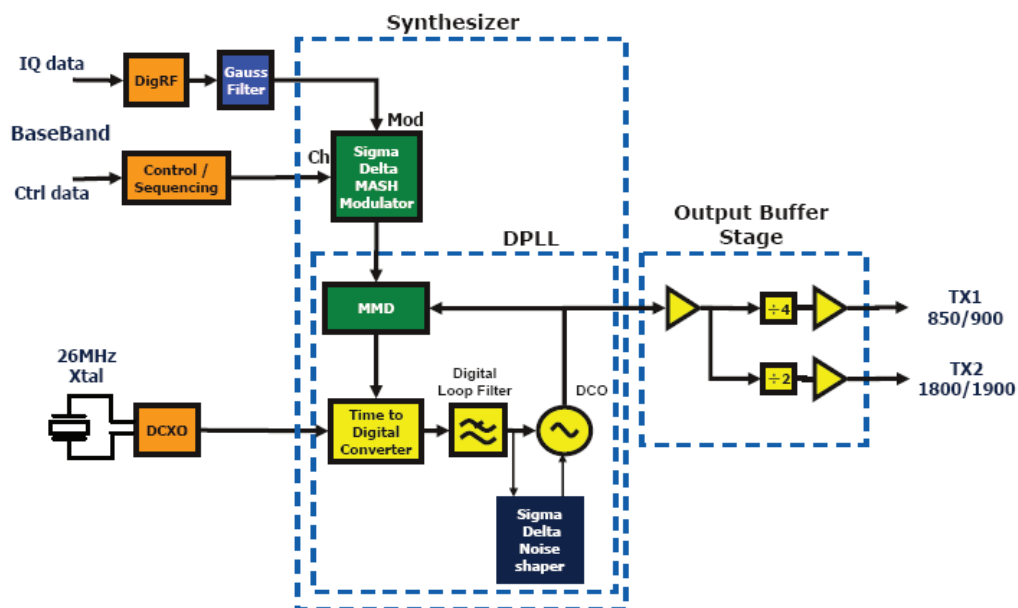 Synthesizer
IQ data
DigRF
Gauss
Filter
Mod
BaseBand
Ch
Sigma
Delta
MASH
Modulator
Ctrl data
Control /
Sequencing
Output Buffer
Stage
DPLL
MMD
÷4
TX1
850/900
26MHz
Xtal
Digital
Loop Filter
DCO
÷2
TX2
1800/1900
DCXO
Time to
Digital
Converter
Sigma
Delta
Noise
shaper